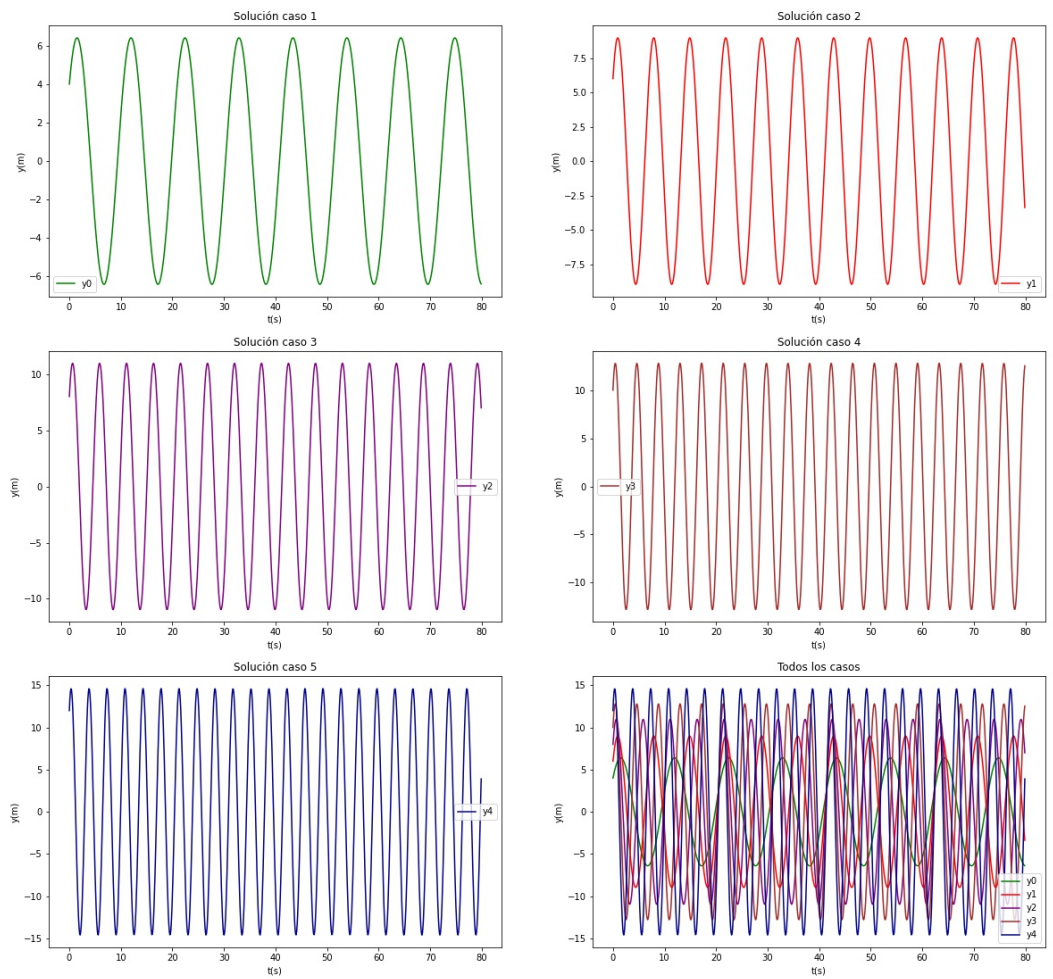 Solución caso 1
6
4
2
0
−2
−4
−6
y(m)
y0
0 10 20 30 40 50 60 70 80
t(s)
Solución caso 2
7.5
5.0
2.5
0.0
−2.5
−5.0
−7.5
y(m)
y1
0 10 20 30 40 50 60 70 80
t(s)
Solución caso 3
10
5
0
−5
−10
y(m)
y2
0 10 20 30 40 50 60 70 80
t(s)
Solución caso 4
10
5
0
−5
−10
y(m)
y3
0 10 20 30 40 50 60 70 80
t(s)
Solución caso 5
15
10
5
0
−5
−10
−15
y(m)
y4
0 10 20 30 40 50 60 70 80
t(s)
Todos los casos
15
10
5
0
−5
−10
−15
y(m)
y0
y1
y2
y3
y4
0 10 20 30 40 50 60 70 80
t(s)